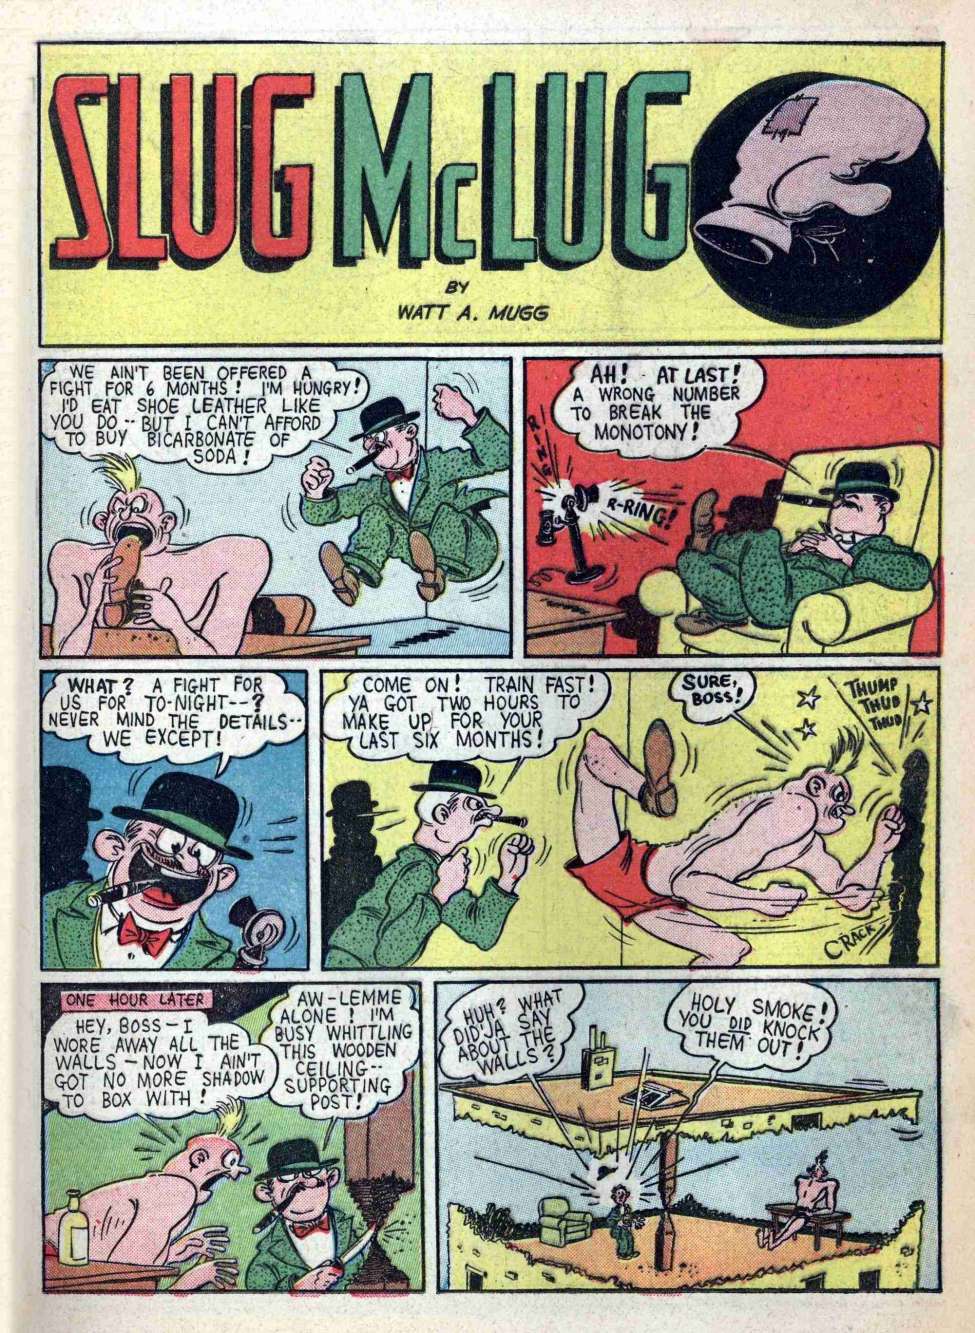 SLUG McLUG
BY
WATT A. MUGG
WE AIN'T BEEN OFFERED A
FIGHT FOR 6 MONTHS! I'M HUNGRY!
I'D EAT SHOE LEATHER LIKE
YOU DO-- BUT I CAN'T AFFORD
TO BUY BICARBONATE OF
SODA!
RING
R-RING!
AH! AT LAST!
A WRONG NUMBER
TO BREAK THE
MONOTONY!
WHAT? A FIGHT FOR
US FOR TO-NIGHT--?
NEVER MIND THE DETAILS--
WE EXCEPT!
COME ON! TRAIN FAST!
YA GOT TWO HOURS TO
MAKE UP FOR YOUR
LAST SIX MONTHS!
SURE,
BOSS!
THUMP
THUD
THUD
CRACK
ONE HOUR LATER
HEY, BOSS-I
WORE AWAY ALL THE
WALLS-NOW I AIN'T
GOT NO MORE SHADOW
TO BOX WITH!
AW-LEMME
ALONE! I'M
BUSY WHITTLING
THIS WOODEN
CEILING--
SUPPORTING
POST!
HUH? WHAT
DID'JA SAY
ABOUT THE
WALLS?
HOLY SMOKE!
YOU DID KNOCK
THEM OUT!